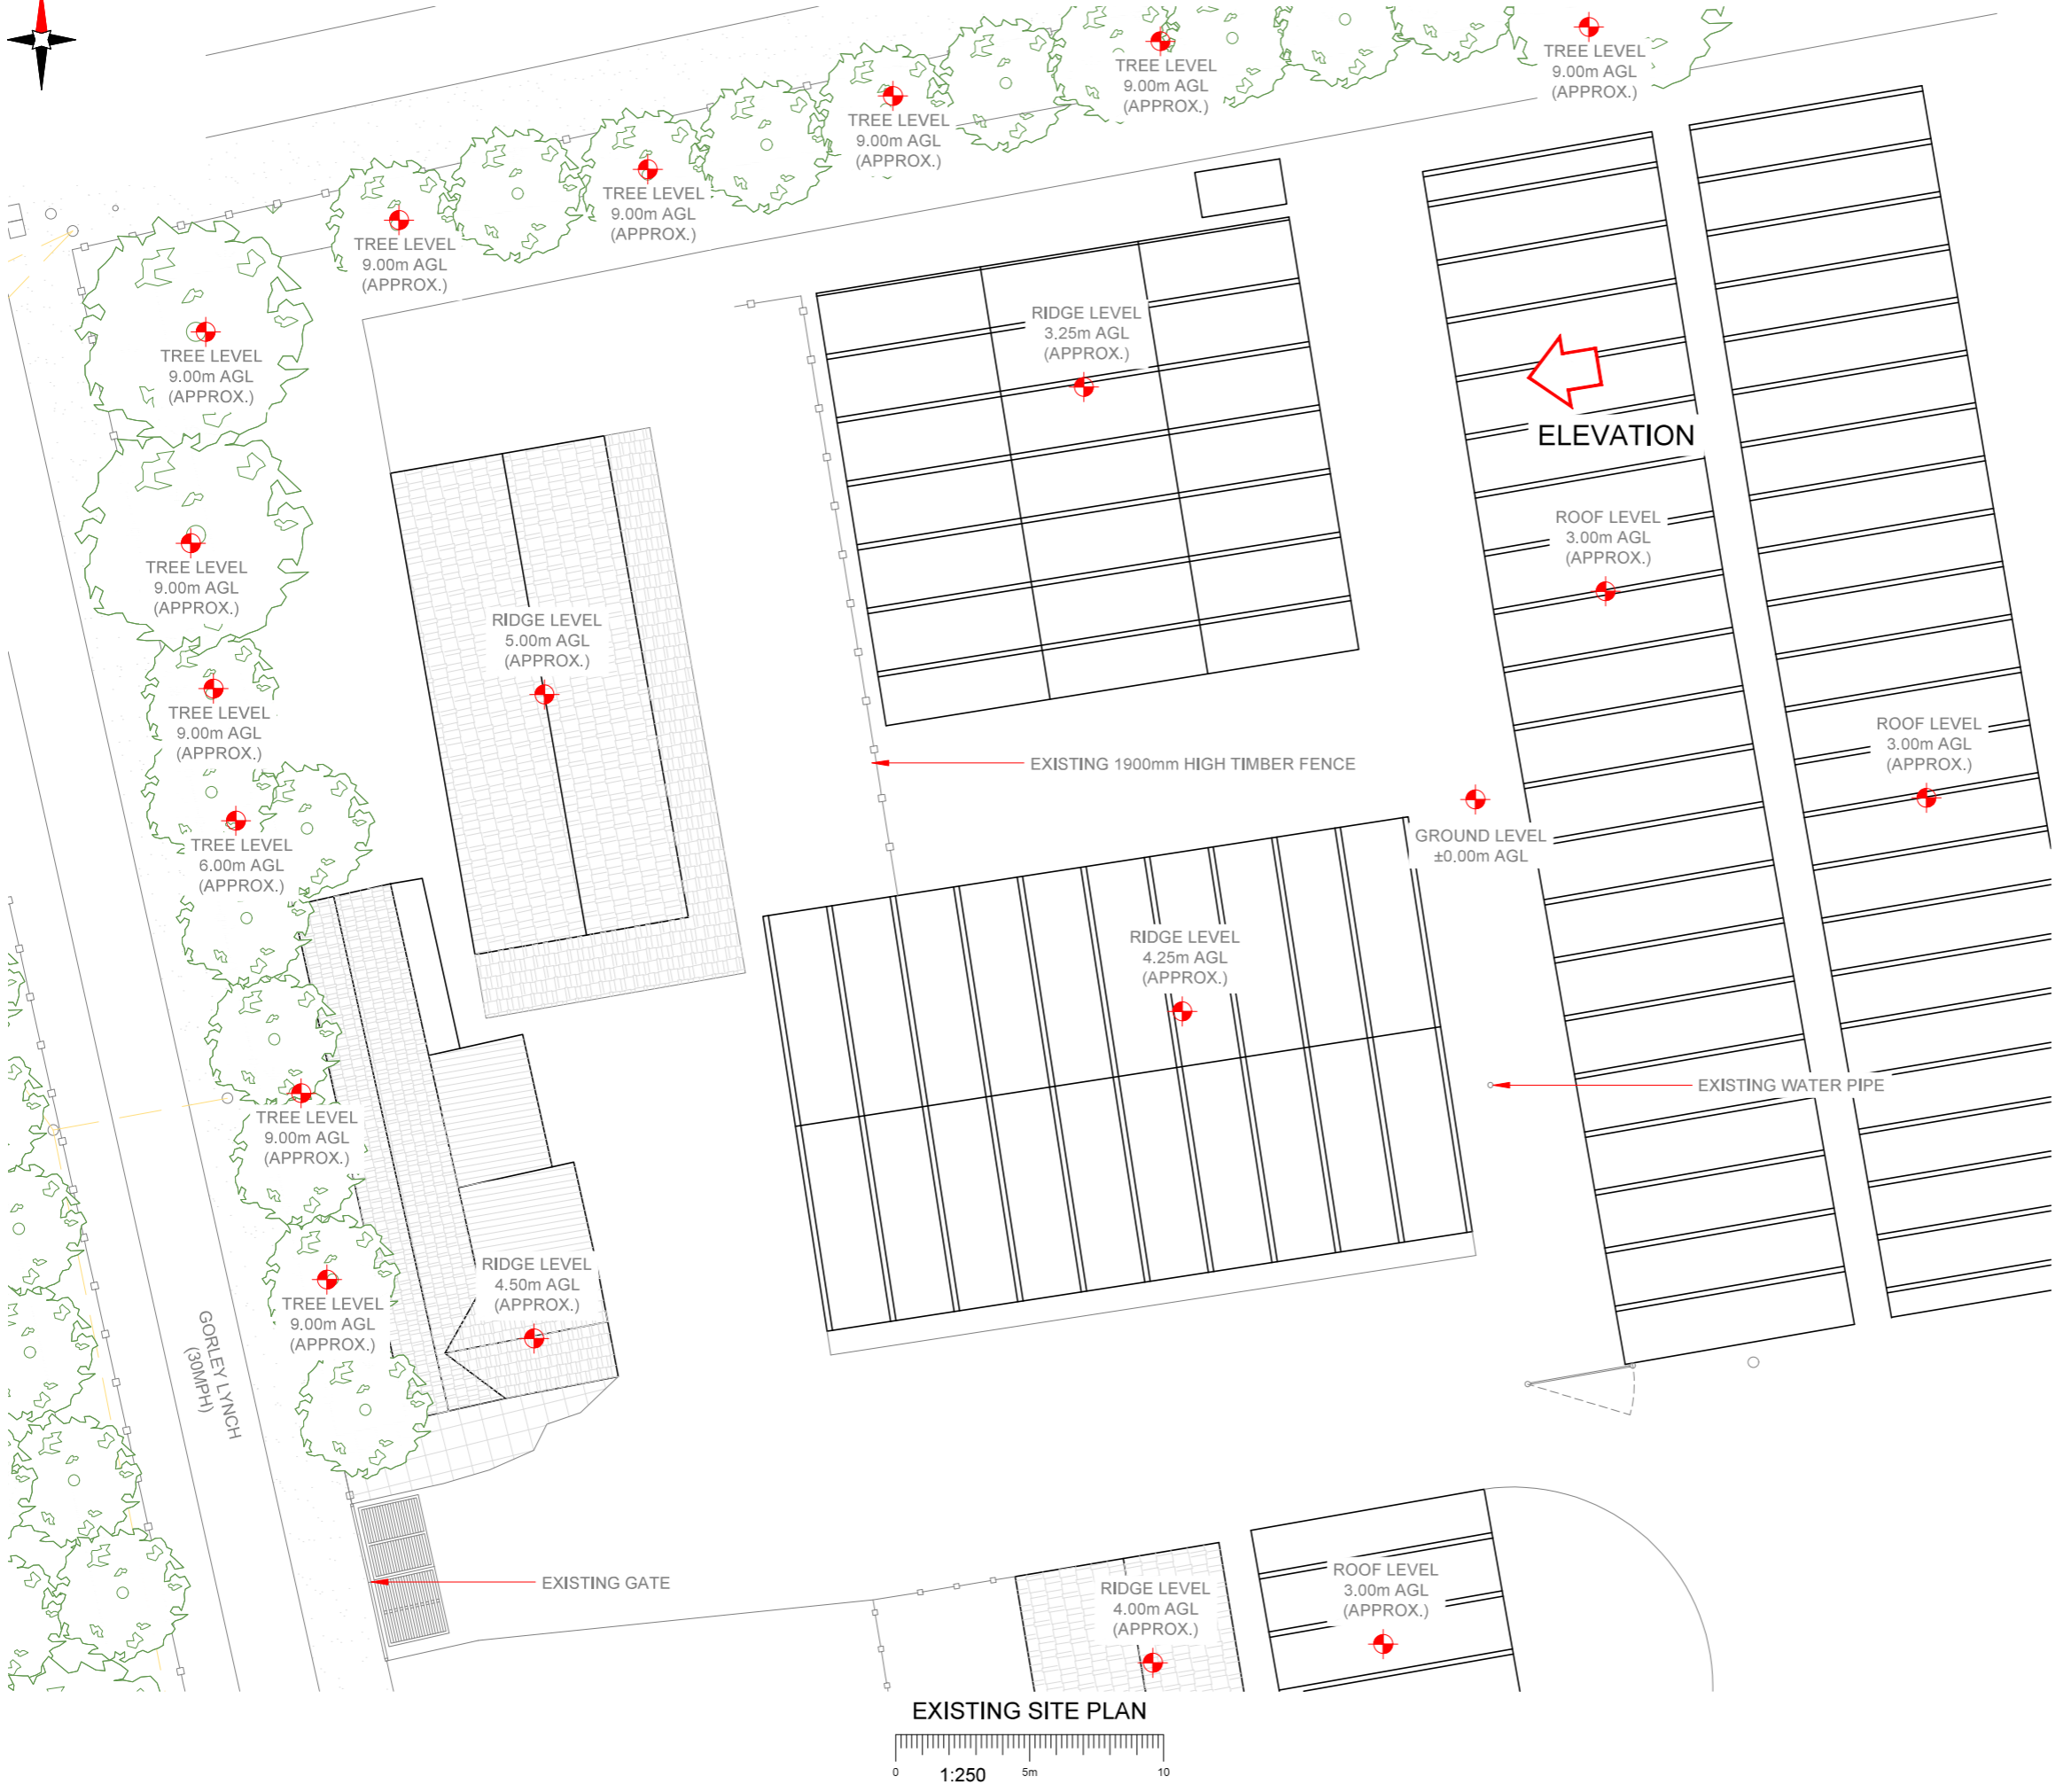 TREE LEVEL
9.00m AGL
(APPROX.)
TREE LEVEL
9.00m AGL
(APPROX.)
TREE LEVEL
9.00m AGL
(APPROX.)
TREE LEVEL
9.00m AGL
(APPROX.)
TREE LEVEL
9.00m AGL
(APPROX.)
TREE LEVEL
9.00m AGL
(APPROX.)
RIDGE LEVEL
3.25m AGL
(APPROX.)
ELEVATION
ROOF LEVEL
3.00m AGL
(APPROX.)
TREE LEVEL
9.00m AGL
(APPROX.)
RIDGE LEVEL
5.00m AGL
(APPROX.)
TREE LEVEL
9.00m AGL
(APPROX.)
ROOF LEVEL
3.00m AGL
(APPROX.)
EXISTING 1900mm HIGH TIMBER FENCE
TREE LEVEL
6.00m AGL
(APPROX.)
GROUND LEVEL
±0.00m AGL
RIDGE LEVEL
4.25m AGL
(APPROX.)
EXISTING WATER PIPE
TREE LEVEL
9.00m AGL
(APPROX.)
RIDGE LEVEL
4.50m AGL
(APPROX.)
TREE LEVEL
9.00m AGL
(APPROX.)
GORLEY LYNCH
(30MPH)
EXISTING GATE
RIDGE LEVEL
4.00m AGL
(APPROX.)
ROOF LEVEL
3.00m AGL
(APPROX.)
EXISTING SITE PLAN
0 1:250 5m 10